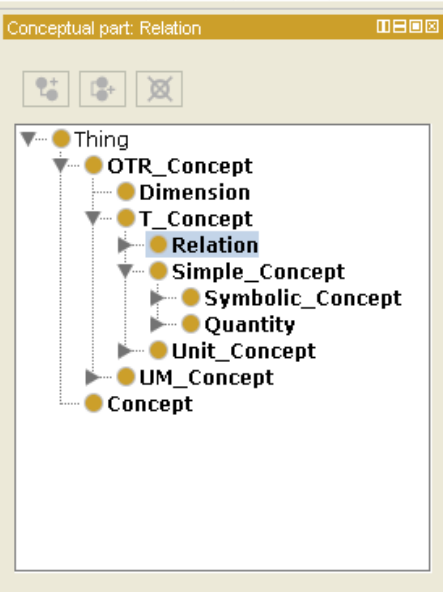 Conceptual part: Relation
Thing
OTR_Concept
Dimension
T_Concept
Relation
Simple_Concept
Symbolic_Concept
Quantity
Unit_Concept
UM_Concept
Concept